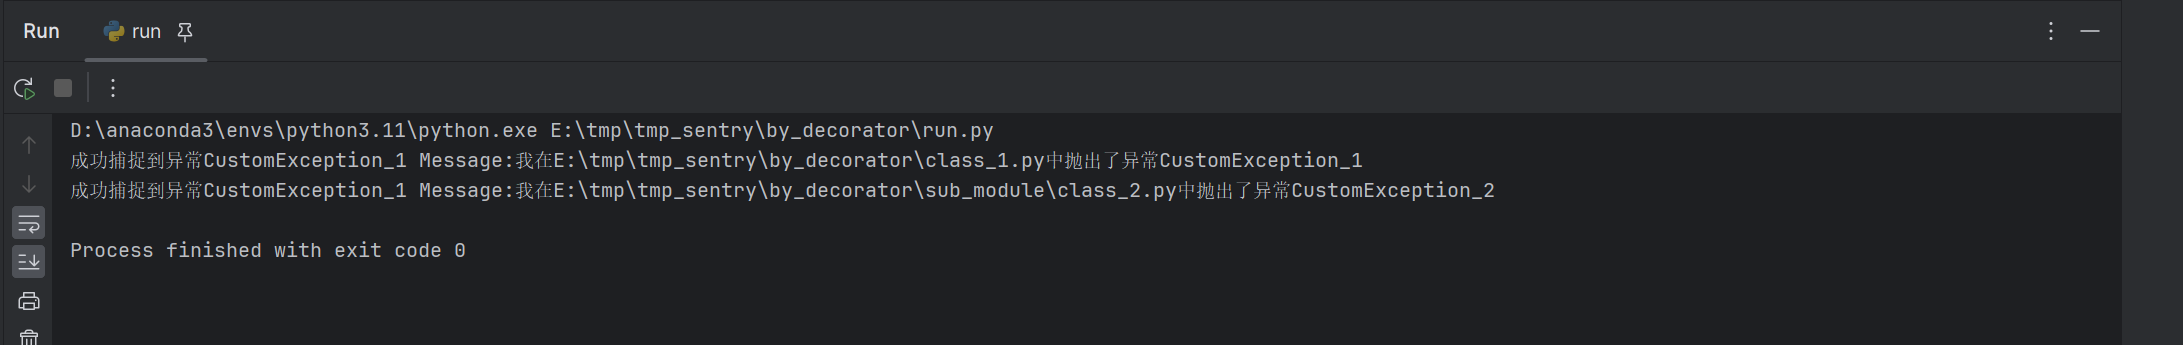 Run run
D:\anaconda3\envs\python3.11\python.exe E:\tmp\tmp_sentry\by_decorator\run.py
成功捕捉到异常CustomException_1 Message:我在E:\tmp\tmp_sentry\by_decorator\class_1.py中抛出了异常CustomException_1
成功捕捉到异常CustomException_1 Message:我在E:\tmp\tmp_sentry\by_decorator\sub_module\class_2.py中抛出了异常CustomException_2
Process finished with exit code 0